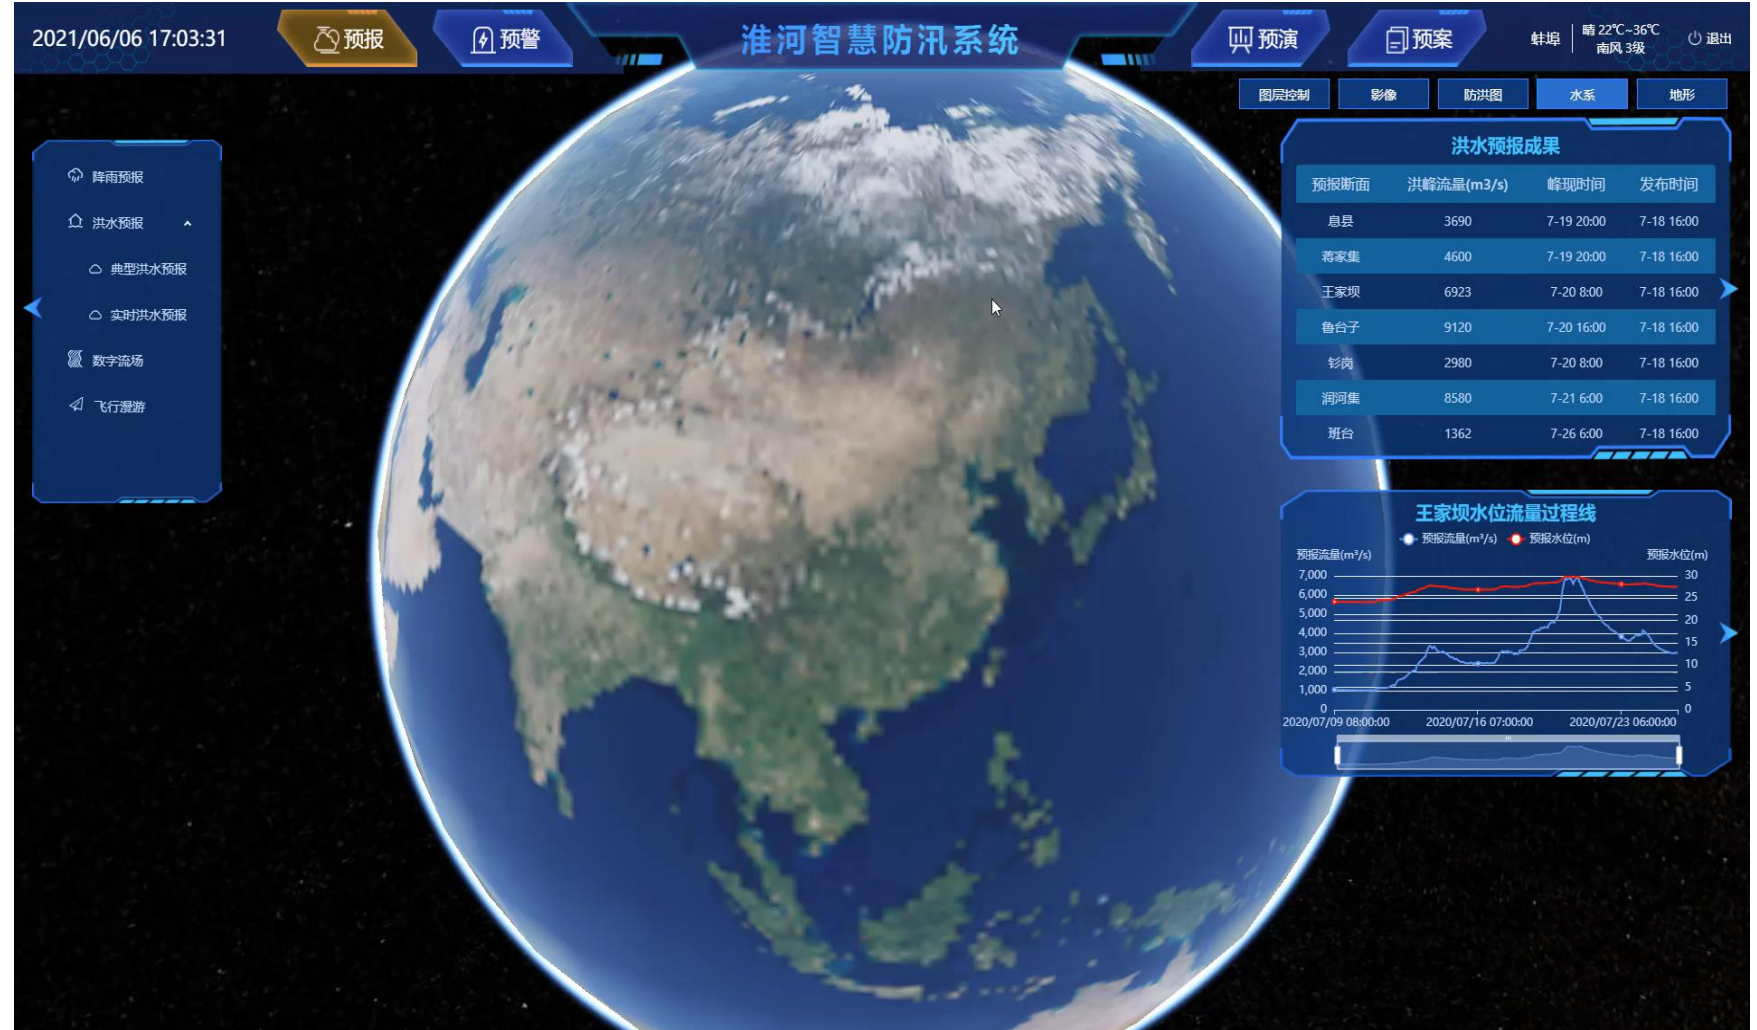 2021/06/06 17:03:31
预报
预警
淮河智慧防汛系统
预演
预案
蚌埠
晴 22℃~36℃
南风 3级
退出
图层控制 影像 防洪图 水系 地形
降雨预报
洪水预报
典型洪水预报
实时洪水预报
数字流场
飞行漫游
洪水预报成果
预报断面 洪峰流量(m3/s) 峰现时间 发布时间
息县 3690 7-19 20:00 7-18 16:00
蒋家集 4600 7-19 20:00 7-18 16:00
王家坝 6923 7-20 8:00 7-18 16:00
鲁台子 9120 7-20 16:00 7-18 16:00
钐岗 2980 7-20 8:00 7-18 16:00
润河集 8580 7-21 6:00 7-18 16:00
班台 1362 7-26 6:00 7-18 16:00
王家坝水位流量过程线
预报流量(m³/s) 预报水位(m)
预报流量(m³/s) 预报水位(m)
7,000 30
6,000 25
5,000 20
4,000 15
3,000 10
2,000 5
1,000 0
0
2020/07/09 08:00:00 2020/07/16 07:00:00 2020/07/23 06:00:00